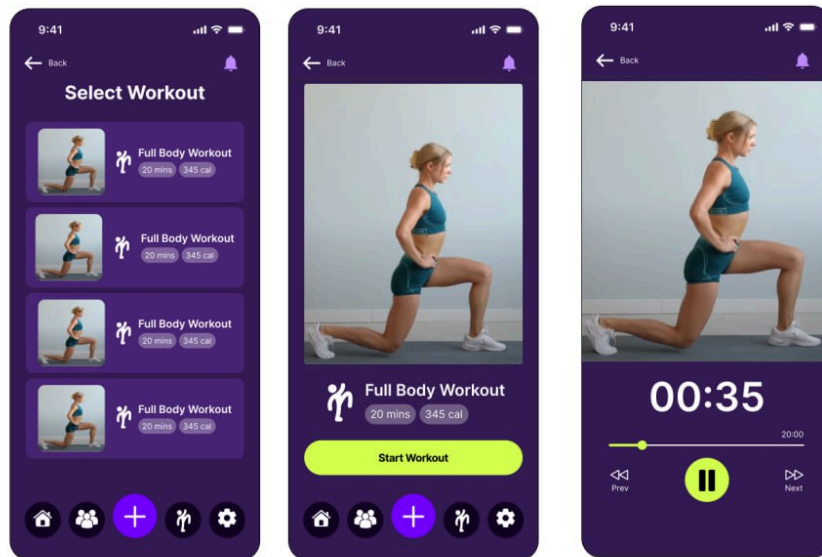 9:41
Back
Select Workout
Full Body Workout
20 mins 345 cal
Full Body Workout
20 mins 345 cal
Full Body Workout
20 mins 345 cal
Full Body Workout
20 mins 345 cal
9:41
Back
Full Body Workout
20 mins 345 cal
Start Workout
9:41
Back
00:35
20:00
Prev
Next